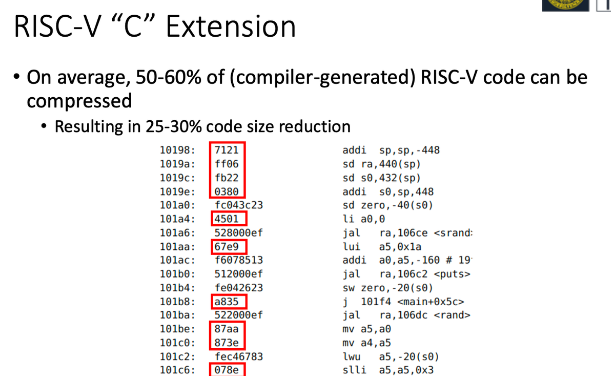 RISC-V “C” Extension
• On average, 50-60% of (compiler-generated) RISC-V code can be
compressed
• Resulting in 25-30% code size reduction
10198: 7121 addi sp,sp,-448
1019a: ff06 sd ra,440(sp)
1019c: fb22 sd s0,432(sp)
1019e: 0380 addi s0,sp,448
101a0: fc043c23 sd zero,-40(s0)
101a4: 4501 li a0,0
101a6: 528000ef jal ra,106ce <srand
101aa: 67e9 lui a5,0x1a
101ac: f6078513 addi a0,a5,-160 # 19
101b0: 512000ef jal ra,106c2 <puts>
101b4: fe042623 sw zero,-20(s0)
101b8: a835 j 101f4 <main+0x5c>
101ba: 522000ef jal ra,106dc <rand>
101be: 87aa mv a5,a0
101c0: 873e mv a4,a5
101c2: fec46783 lwu a5,-20(s0)
101c6: 078e slli a5,a5,0x3